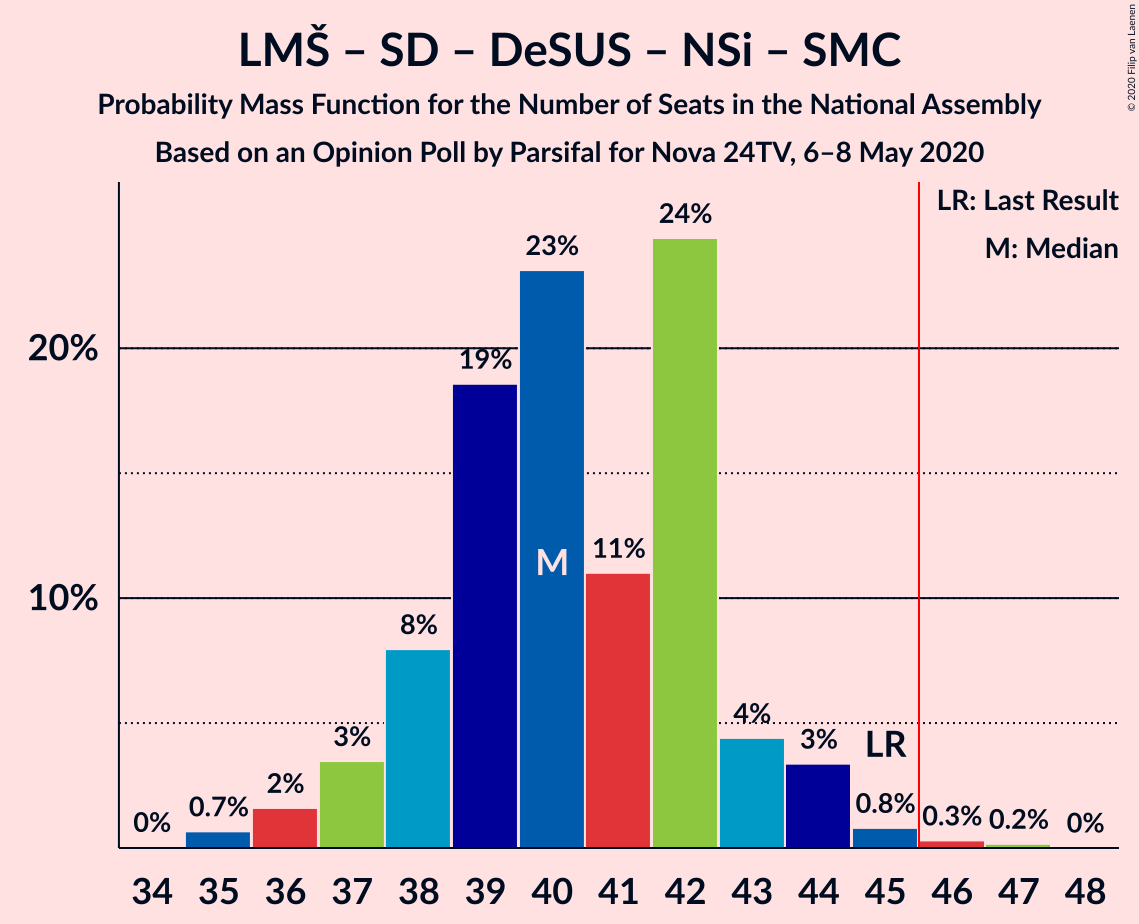 LMŠ – SD – DeSUS – NSi – SMC
Probability Mass Function for the Number of Seats in the National Assembly
Based on an Opinion Poll by Parsifal for Nova 24TV, 6–8 May 2020
© 2020 Filip van Laenen
LR: Last Result
M: Median
20%
10%
0%
0.7%
2%
3%
8%
19%
23%
11%
24%
4%
3%
0.8%
0.3%
0.2%
0%
M
LR
34 35 36 37 38 39 40 41 42 43 44 45 46 47 48